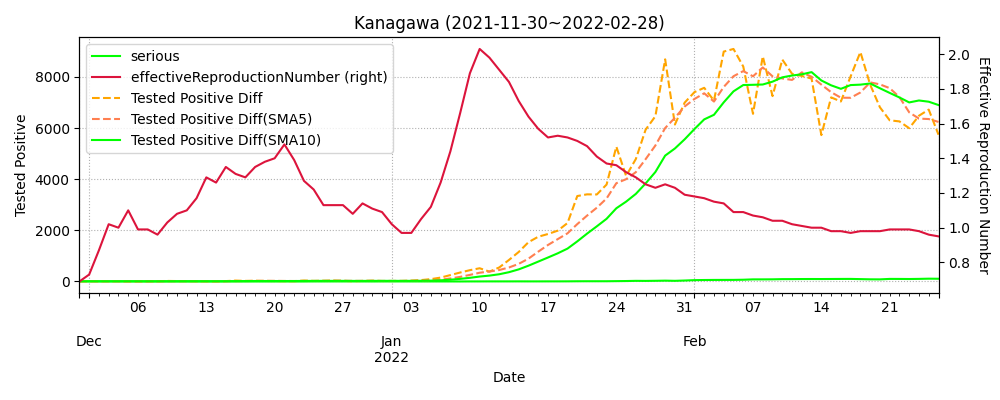 Kanagawa (2021-11-30~2022-02-28)
serious
effectiveReproductionNumber (right)
Tested Positive Diff
Tested Positive Diff(SMA5)
Tested Positive Diff(SMA10)
Tested Positive
8000
6000
4000
2000
0
Effective Reproduction Number
2.0
1.8
1.6
1.4
1.2
1.0
0.8
06 13 20 27 03 10 17 24 31 07 14 21
Dec Jan Feb
2022
Date